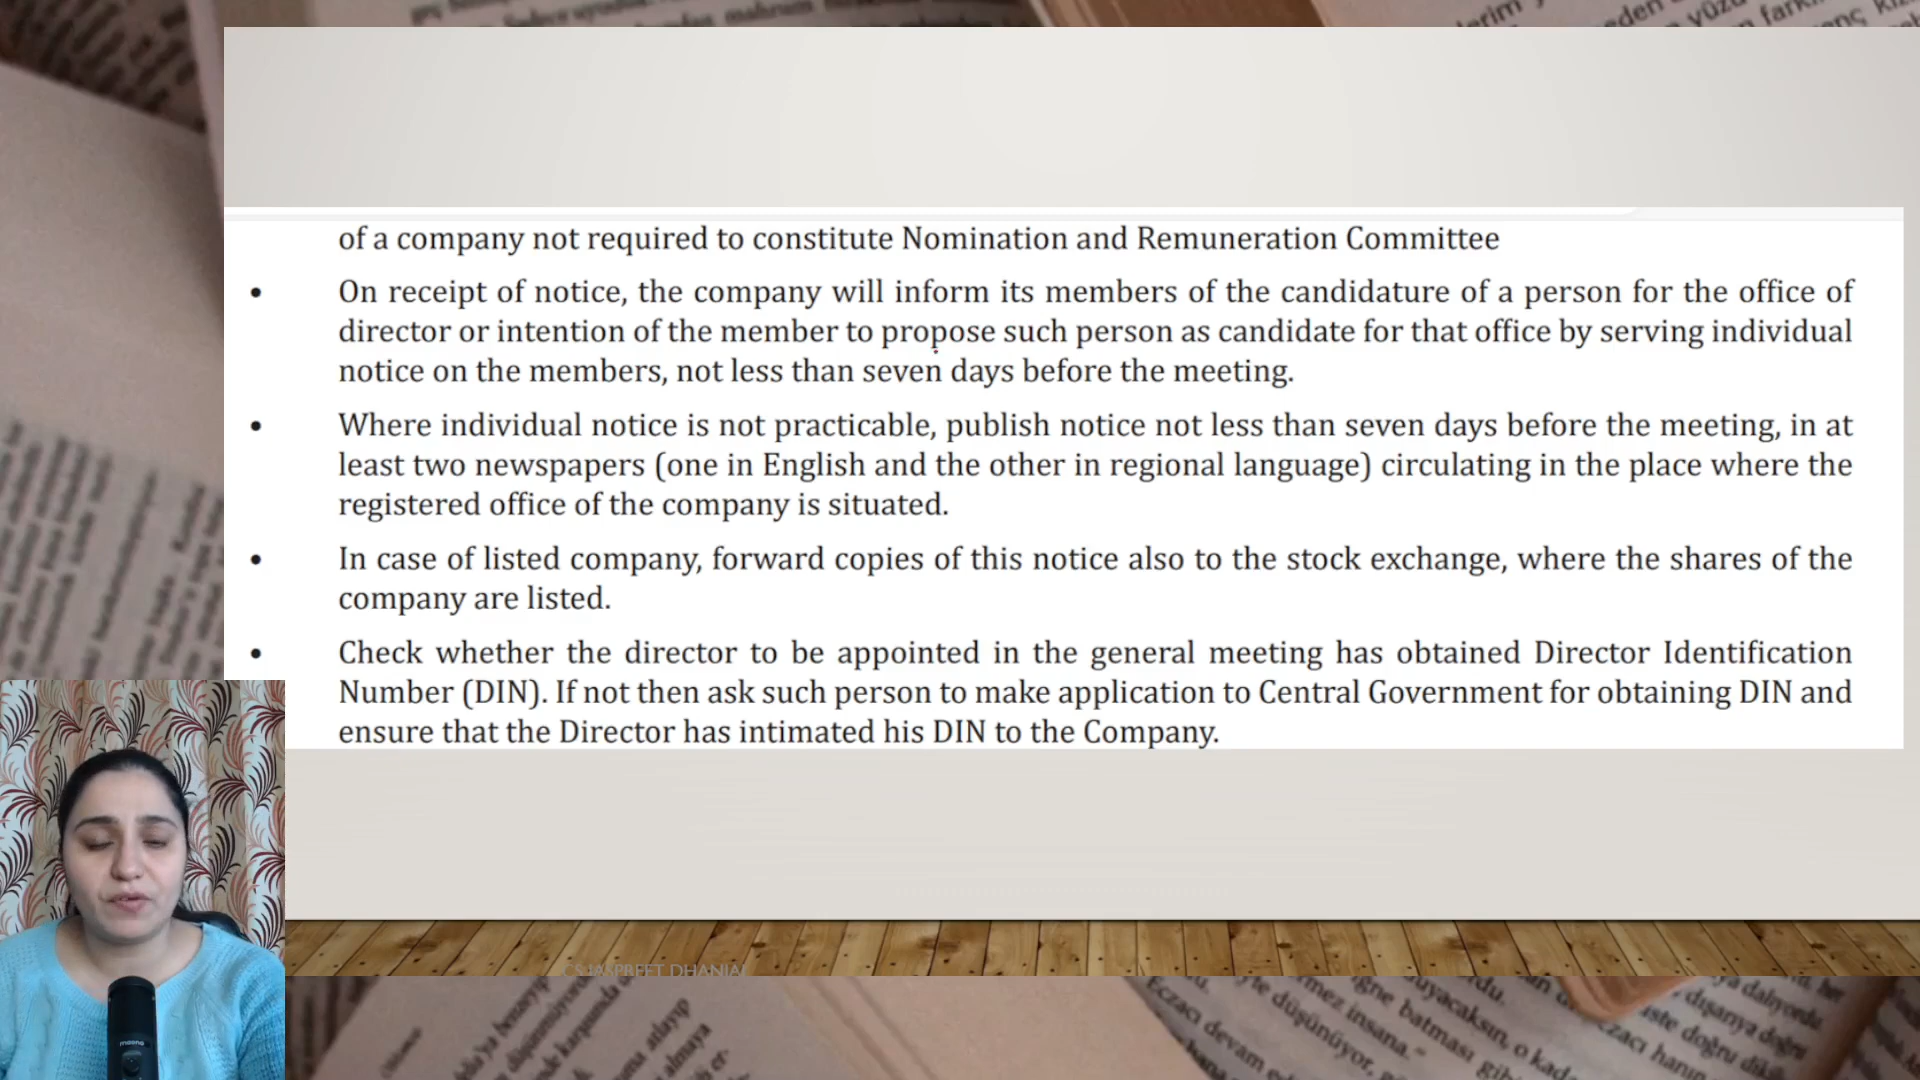 of a company not required to constitute Nomination and Remuneration Committee
• On receipt of notice, the company will inform its members of the candidature of a person for the office of
director or intention of the member to propose such person as candidate for that office by serving individual
notice on the members, not less than seven days before the meeting.
• Where individual notice is not practicable, publish notice not less than seven days before the meeting, in at
least two newspapers (one in English and the other in regional language) circulating in the place where the
registered office of the company is situated.
• In case of listed company, forward copies of this notice also to the stock exchange, where the shares of the
company are listed.
• Check whether the director to be appointed in the general meeting has obtained Director Identification
Number (DIN). If not then ask such person to make application to Central Government for obtaining DIN and
ensure that the Director has intimated his DIN to the Company.
CS JASPREET DHANJAL
maono